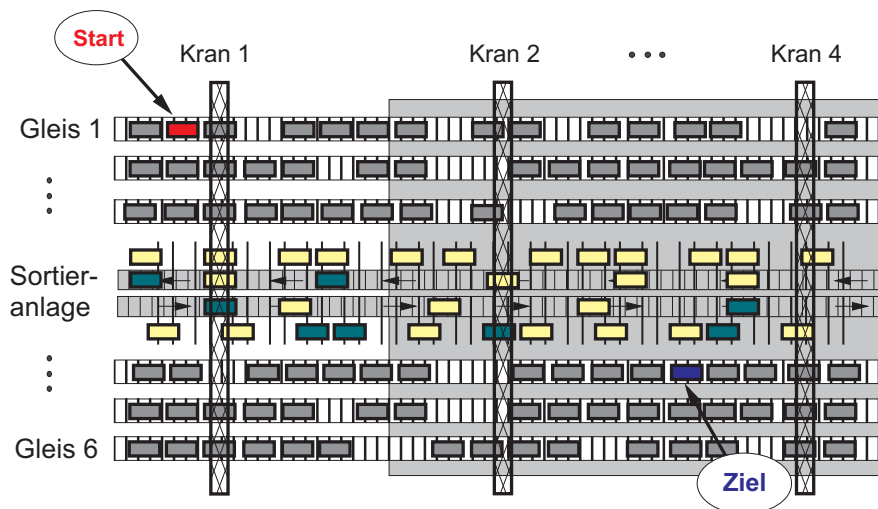 Start
Kran 1
Kran 2
• • •
Kran 4
Gleis 1
Sortier-
anlage
Gleis 6
Ziel